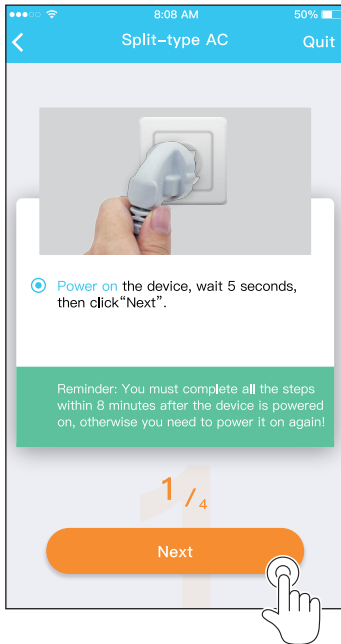 8:08 AM 50%
Split-type AC Quit
Power on the device, wait 5 seconds,
then click“Next”.
Reminder: You must complete all the steps
within 8 minutes after the device is powered
on, otherwise you need to power it on again!
1
1 / 4
Next